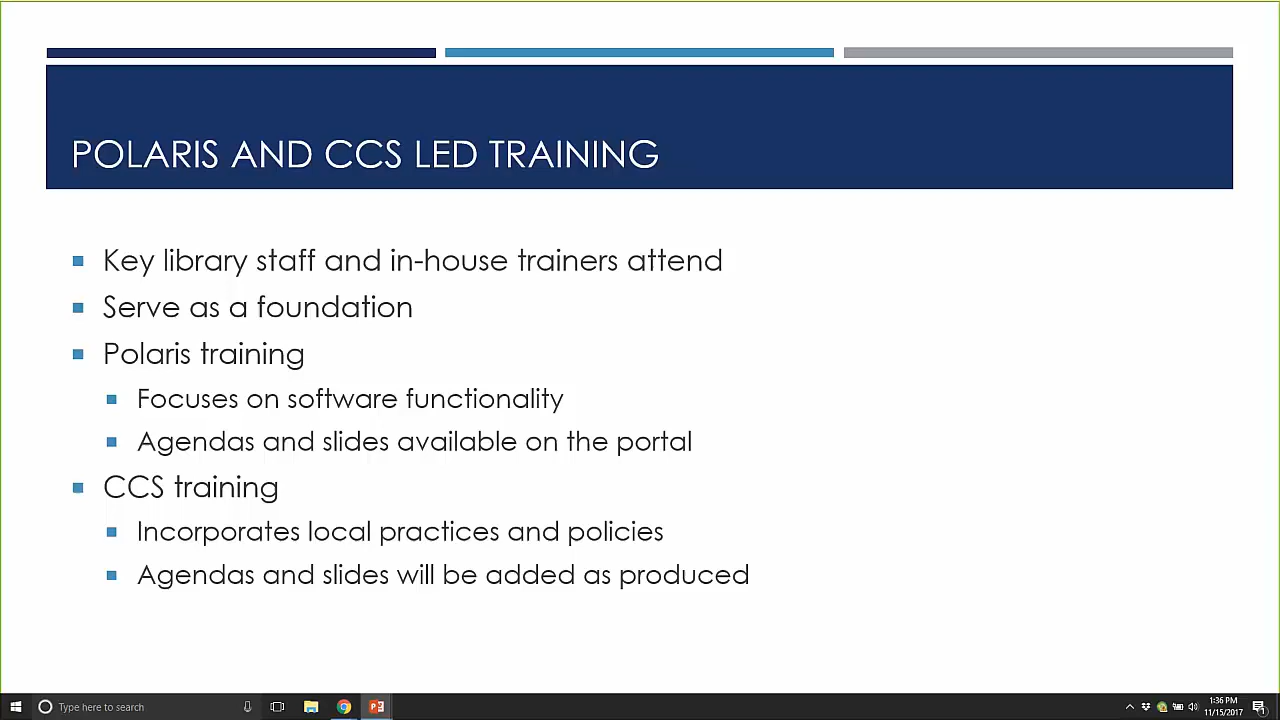 POLARIS AND CCS LED TRAINING
Key library staff and in-house trainers attend
Serve as a foundation
Polaris training
Focuses on software functionality
Agendas and slides available on the portal
CCS training
Incorporates local practices and policies
Agendas and slides will be added as produced
Type here to search
1:36 PM
11/15/2017